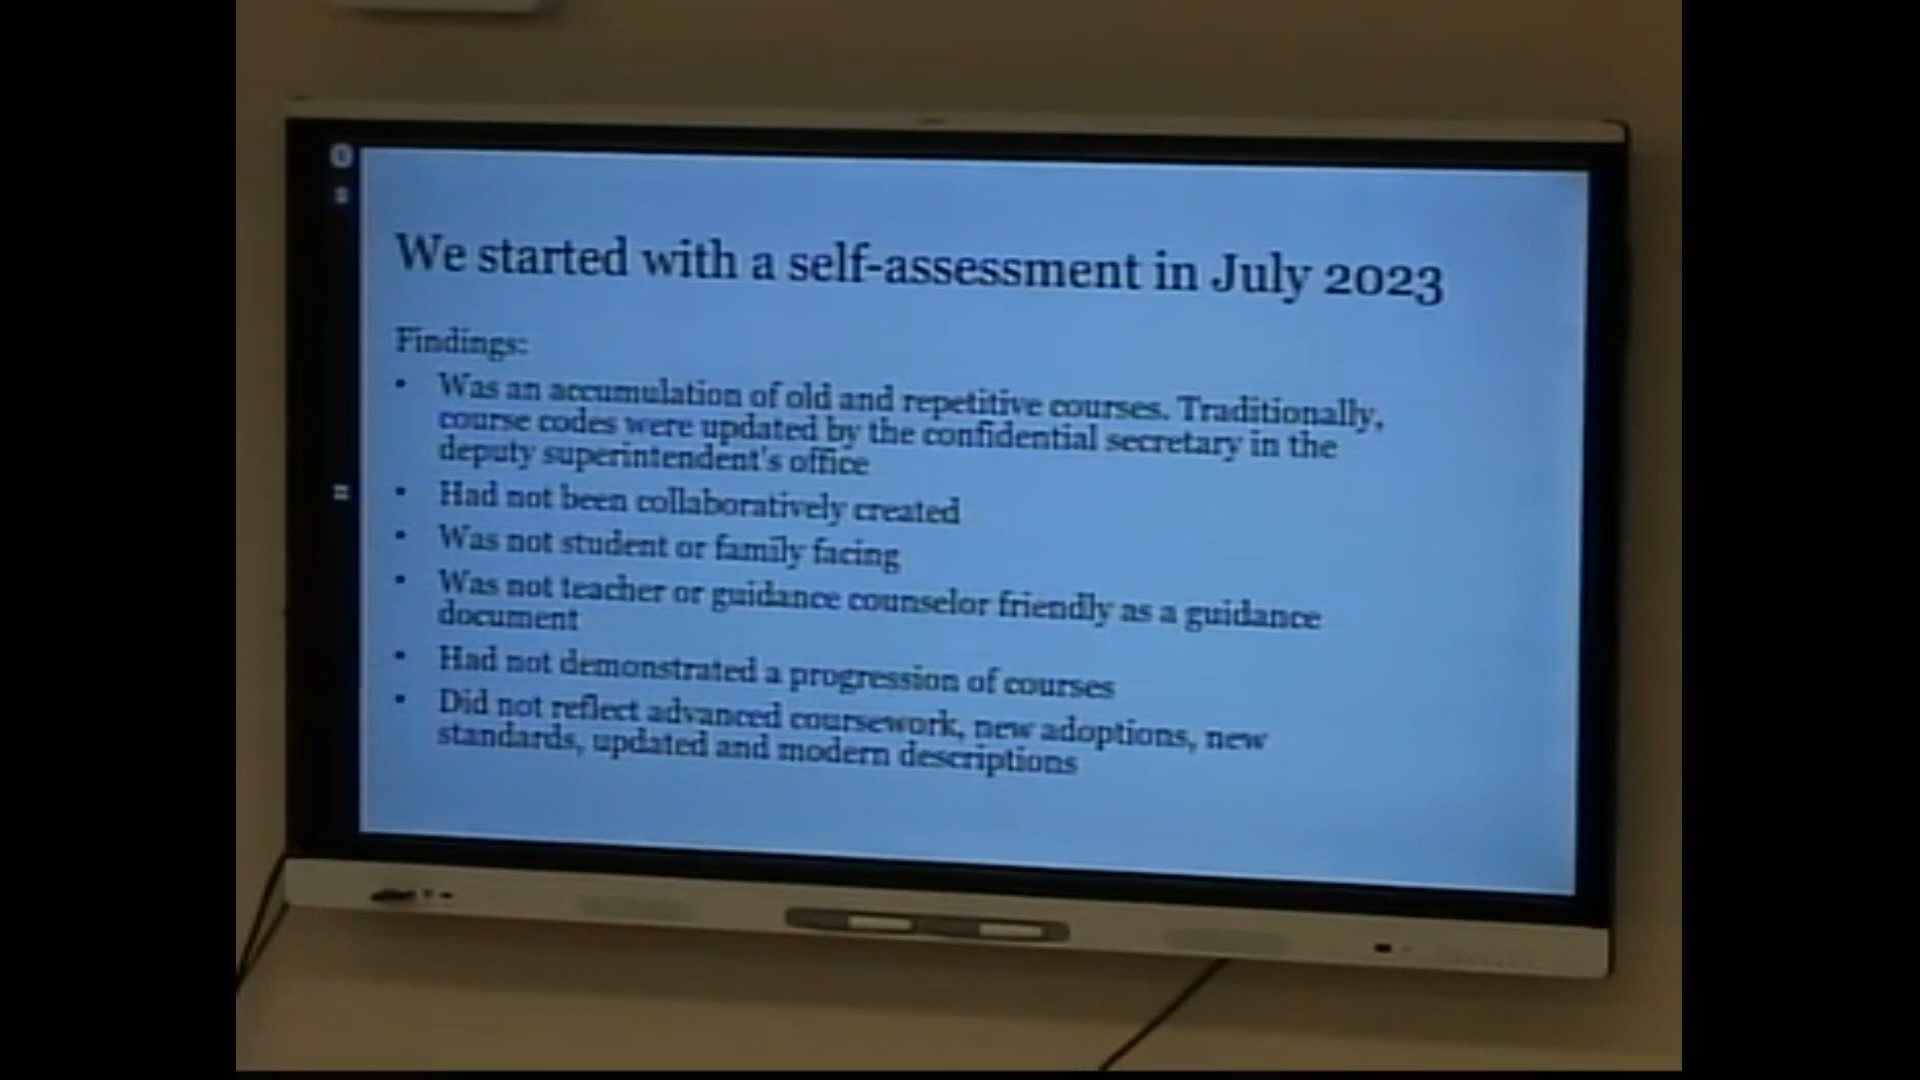 We started with a self-assessment in July 2023
Findings:
• Was an accumulation of old and repetitive courses. Traditionally,
course codes were updated by the confidential secretary in the
deputy superintendent's office
• Had not been collaboratively created
• Was not student or family facing
• Was not teacher or guidance counselor friendly as a guidance
document
• Had not demonstrated a progression of courses
• Did not reflect advanced coursework, new adoptions, new
standards, updated and modern descriptions